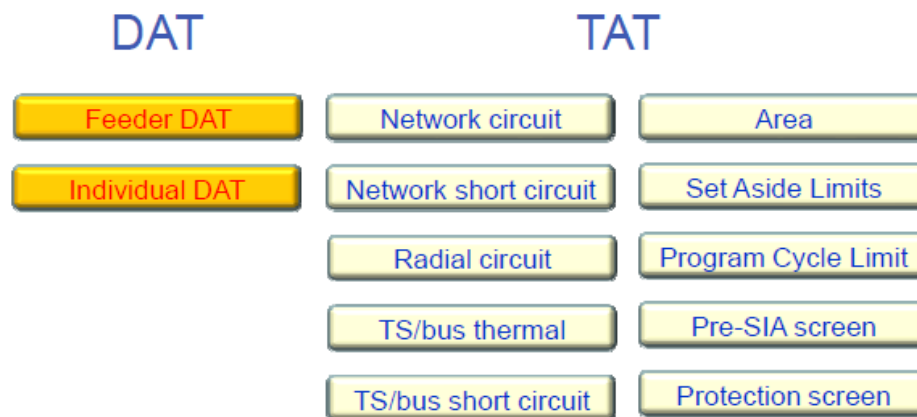 DAT
TAT
Feeder DAT
Network circuit
Area
Individual DAT
Network short circuit
Set Aside Limits
Radial circuit
Program Cycle Limit
TS/bus thermal
Pre-SIA screen
TS/bus short circuit
Protection screen